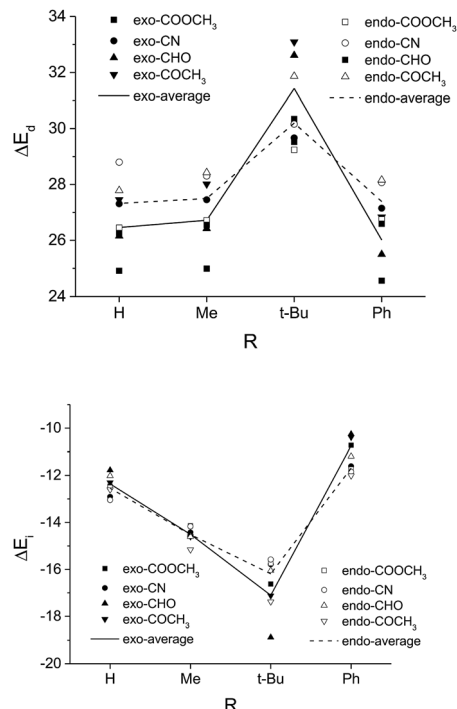 exo-COOCH₃
exo-CN
exo-CHO
exo-COCH₃
exo-average
endo-COOCH₃
endo-CN
endo-CHO
endo-COCH₃
endo-average
34
32
30
28
26
24
ΔE_d
H Me t-Bu Ph
R
-10
-12
-14
-16
-18
-20
ΔE_i
exo-COOCH₃
exo-CN
exo-CHO
exo-COCH₃
exo-average
endo-COOCH₃
endo-CN
endo-CHO
endo-COCH₃
endo-average
H Me t-Bu Ph
R